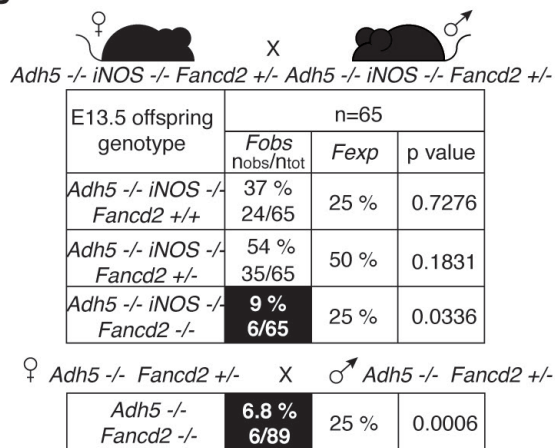 ♀ ♂
X
Adh5 -/- iNOS -/- Fancd2 +/- Adh5 -/- iNOS -/- Fancd2 +/-
E13.5 offspring
genotype
n=65
Fobs
nobs/ntot
Fexp
p value
Adh5 -/- iNOS -/-
Fancd2 +/+
37 %
24/65
25 %
0.7276
Adh5 -/- iNOS -/-
Fancd2 +/-
54 %
35/65
50 %
0.1831
Adh5 -/- iNOS -/-
Fancd2 -/-
9 %
6/65
25 %
0.0336
♀ Adh5 -/- Fancd2 +/- X ♂ Adh5 -/- Fancd2 +/-
Adh5 -/-
Fancd2 -/-
6.8 %
6/89
25 %
0.0006